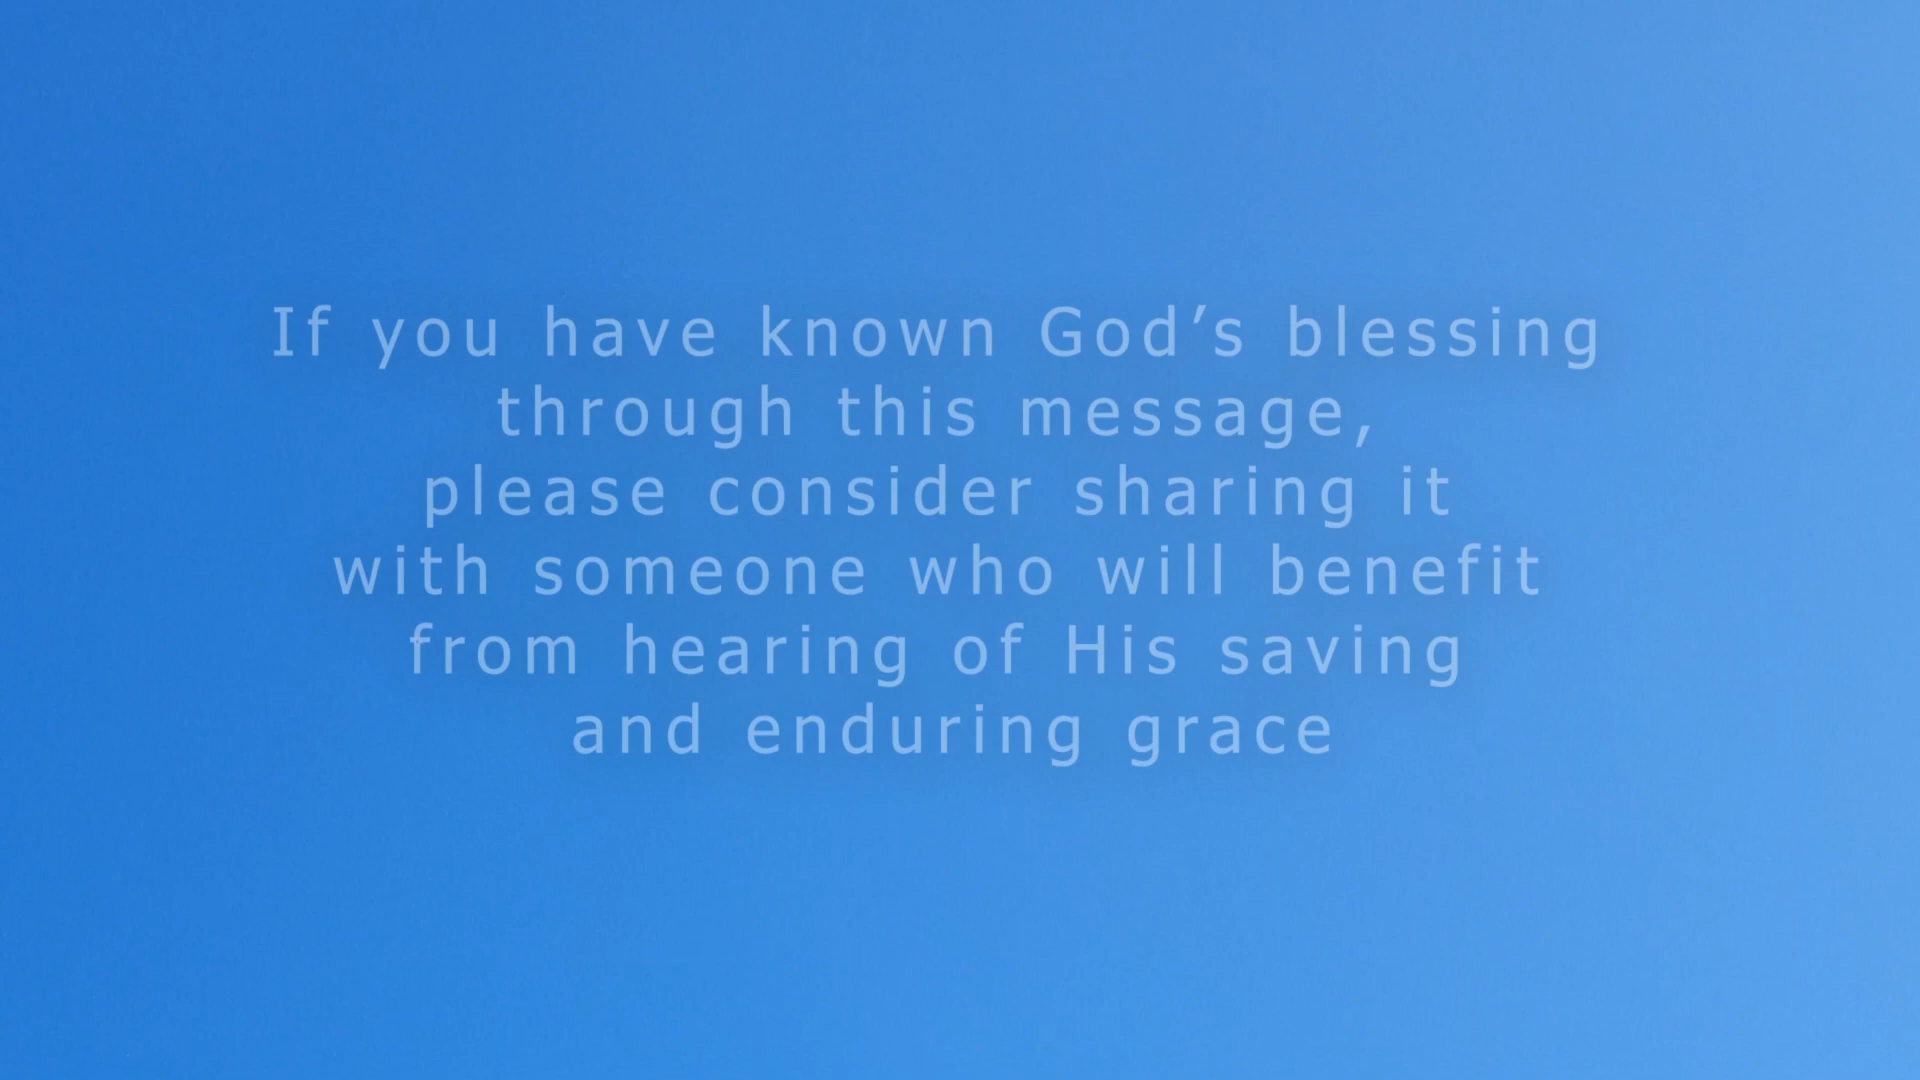 If you have known God’s blessing
through this message,
please consider sharing it
with someone who will benefit
from hearing of His saving
and enduring grace